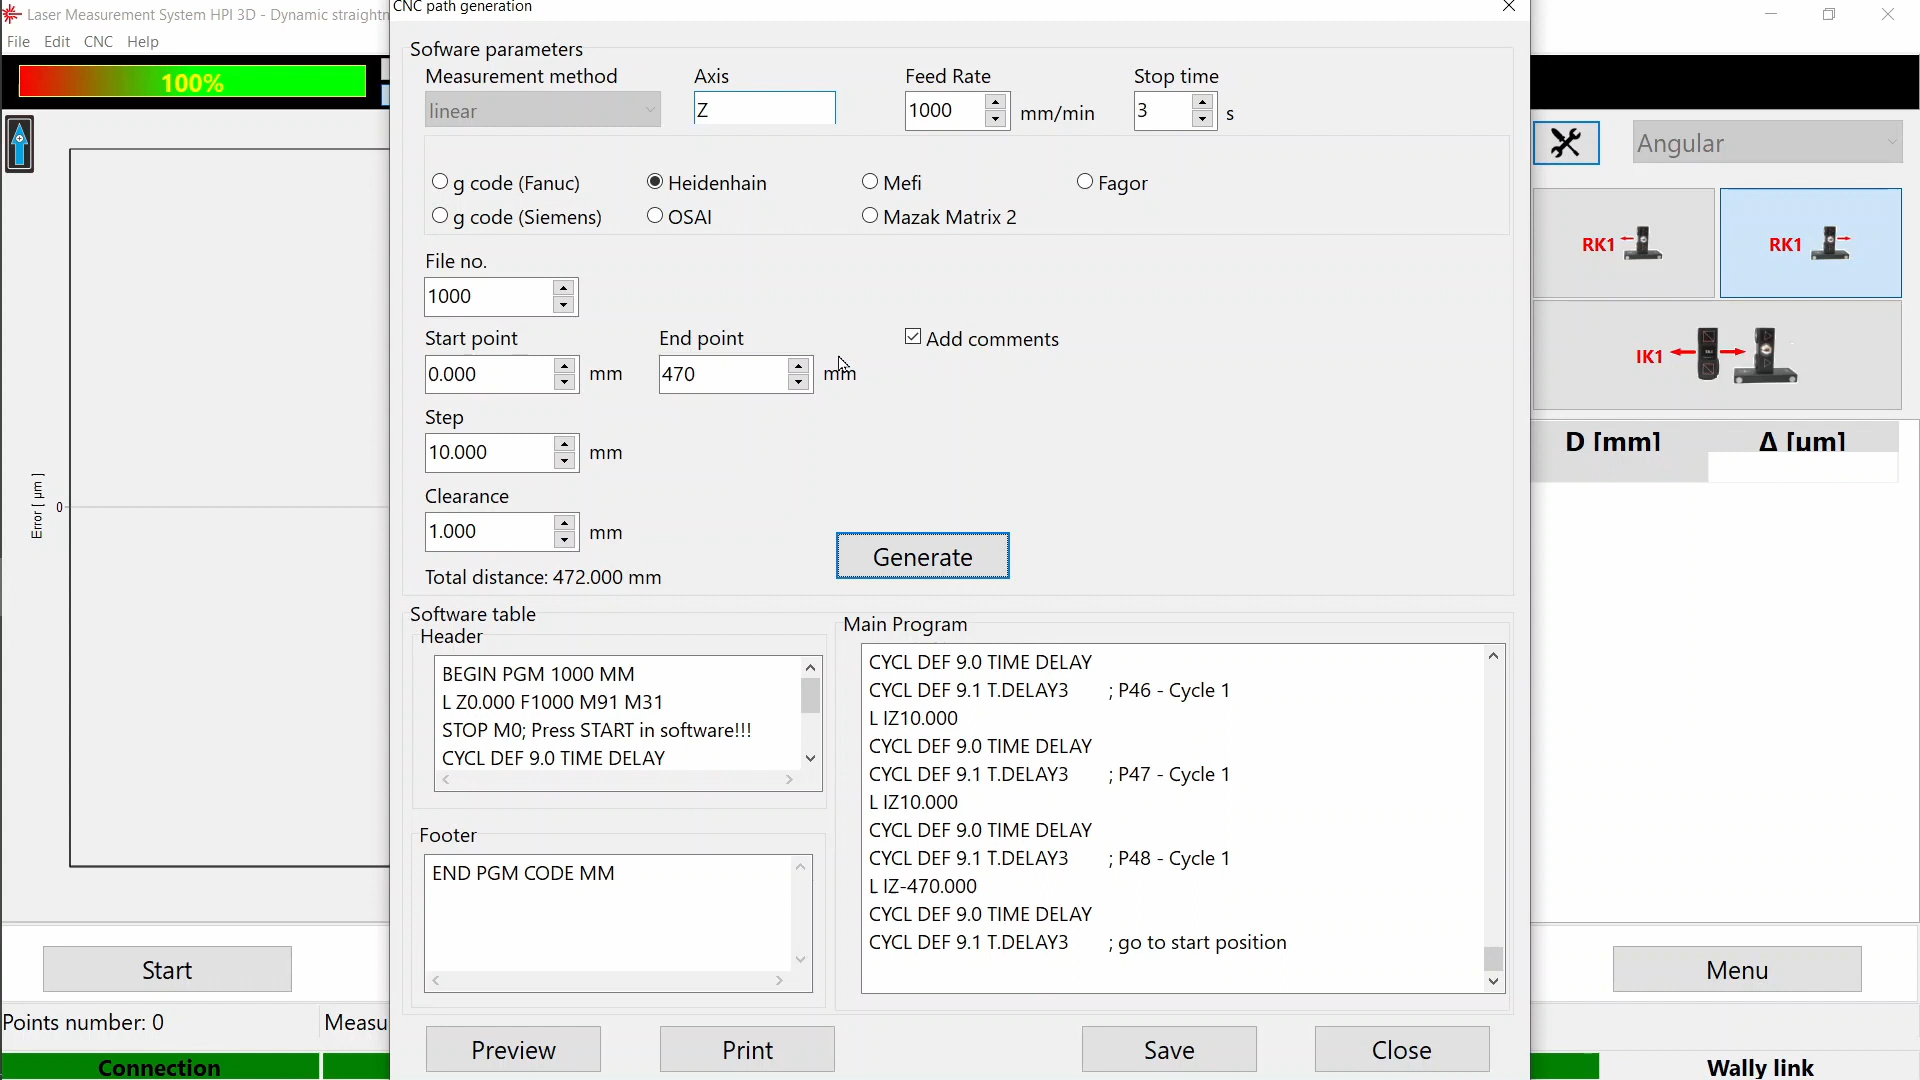 Laser Measurement System HPI 3D - Dynamic straightn
CNC path generation
File Edit CNC Help
100%
Sofware parameters
Measurement method
Axis
Feed Rate
Stop time
linear
Z
1000
mm/min
3
s
Angular
g code (Fanuc)
Heidenhain
Mefi
Fagor
g code (Siemens)
OSAI
Mazak Matrix 2
RK1
RK1
File no.
1000
Start point
End point
Add comments
0.000
mm
470
mm
IK1
Step
10.000
mm
D [mm]
Δ [µm]
Clearance
1.000
mm
Error [ µm ]
0
Generate
Total distance: 472.000 mm
Software table
Header
BEGIN PGM 1000 MM
L Z0.000 F1000 M91 M31
STOP M0; Press START in software!!!
CYCL DEF 9.0 TIME DELAY
Footer
END PGM CODE MM
Main Program
CYCL DEF 9.0 TIME DELAY
CYCL DEF 9.1 T.DELAY3 ; P46 - Cycle 1
L IZ10.000
CYCL DEF 9.0 TIME DELAY
CYCL DEF 9.1 T.DELAY3 ; P47 - Cycle 1
L IZ10.000
CYCL DEF 9.0 TIME DELAY
CYCL DEF 9.1 T.DELAY3 ; P48 - Cycle 1
L IZ-470.000
CYCL DEF 9.0 TIME DELAY
CYCL DEF 9.1 T.DELAY3 ; go to start position
Start
Menu
Points number: 0
Measu
Preview
Print
Save
Close
Connection
Wally link